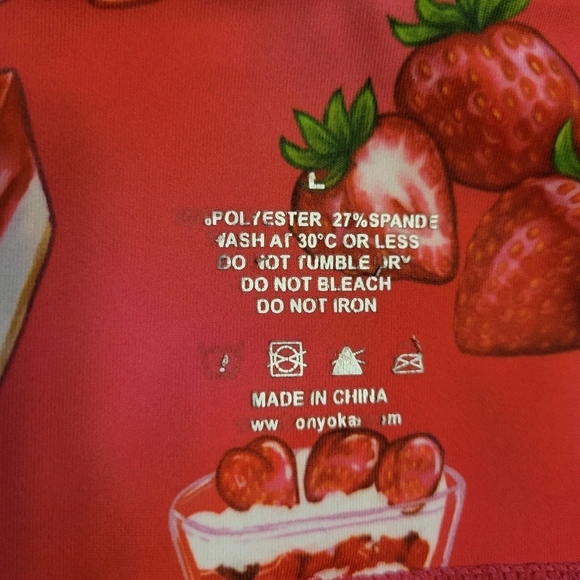 L
%POLYESTER 27%SPANDE
WASH AT 30°C OR LESS
DO NOT TUMBLE DRY
DO NOT BLEACH
DO NOT IRON
MADE IN CHINA